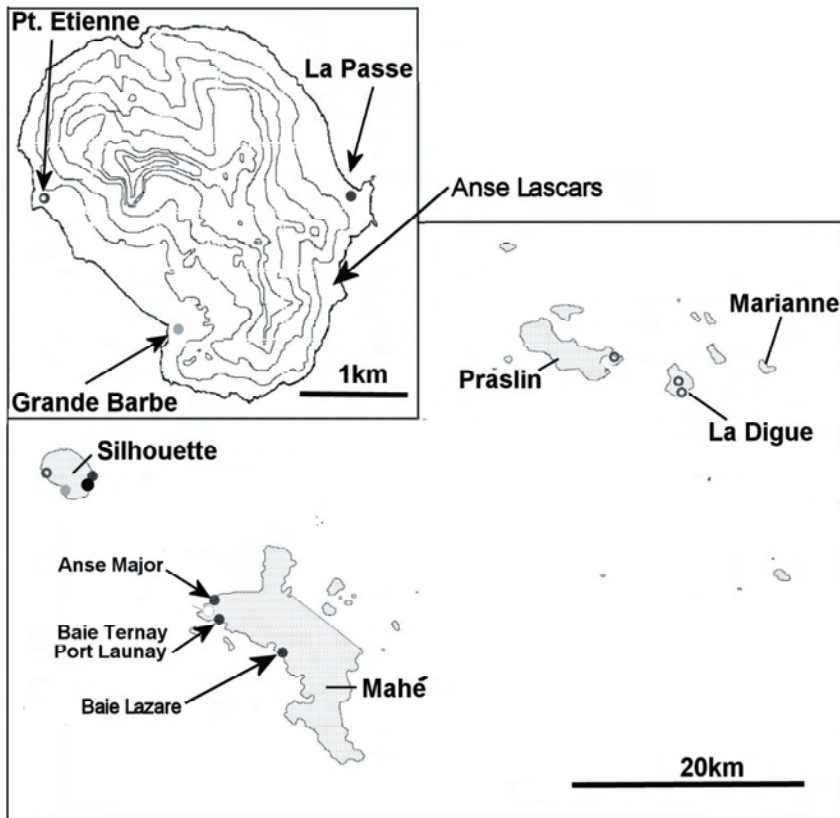 Pt. Etienne
La Passe
Anse Lascars
1km
Grande Barbe
Marianne
Praslin
La Digue
Silhouette
Anse Major
Baie Ternay
Port Launay
Baie Lazare
Mahé
20km